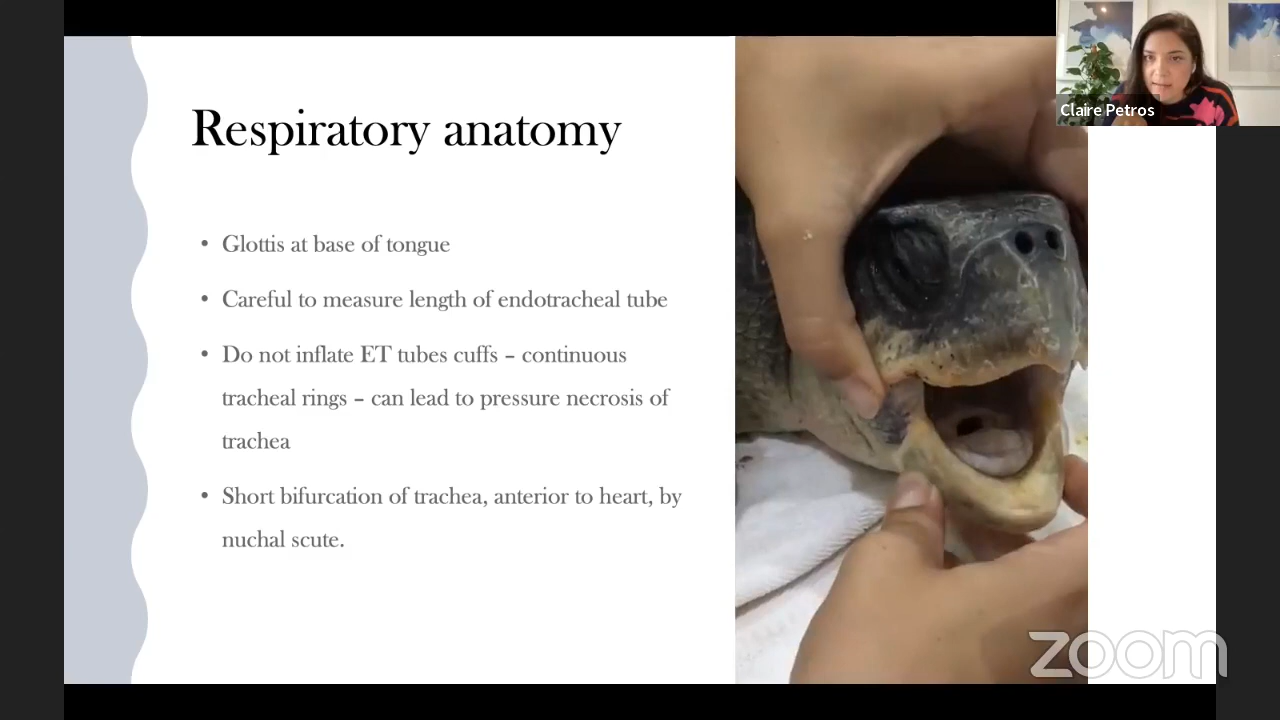 Claire Petros
Respiratory anatomy
• Glottis at base of tongue
• Careful to measure length of endotracheal tube
• Do not inflate ET tubes cuffs – continuous
tracheal rings – can lead to pressure necrosis of
trachea
• Short bifurcation of trachea, anterior to heart, by
nuchal scute.
zoom